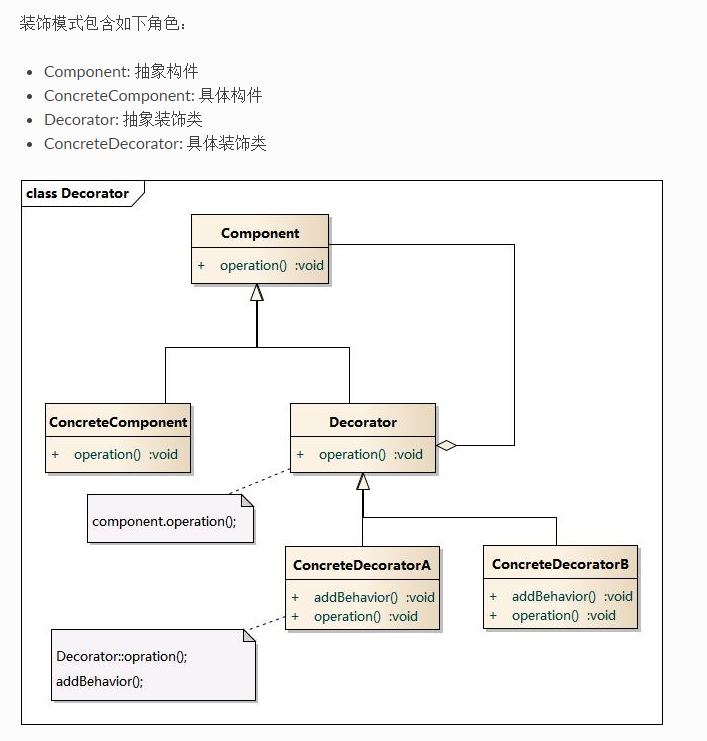 装饰模式包含如下角色：
• Component: 抽象构件
• ConcreteComponent: 具体构件
• Decorator: 抽象装饰类
• ConcreteDecorator: 具体装饰类
class Decorator
Component
+ operation() :void
ConcreteComponent
+ operation() :void
Decorator
+ operation() :void
component.operation();
ConcreteDecoratorA
+ addBehavior() :void
+ operation() :void
ConcreteDecoratorB
+ addBehavior() :void
+ operation() :void
Decorator::opration();
addBehavior();